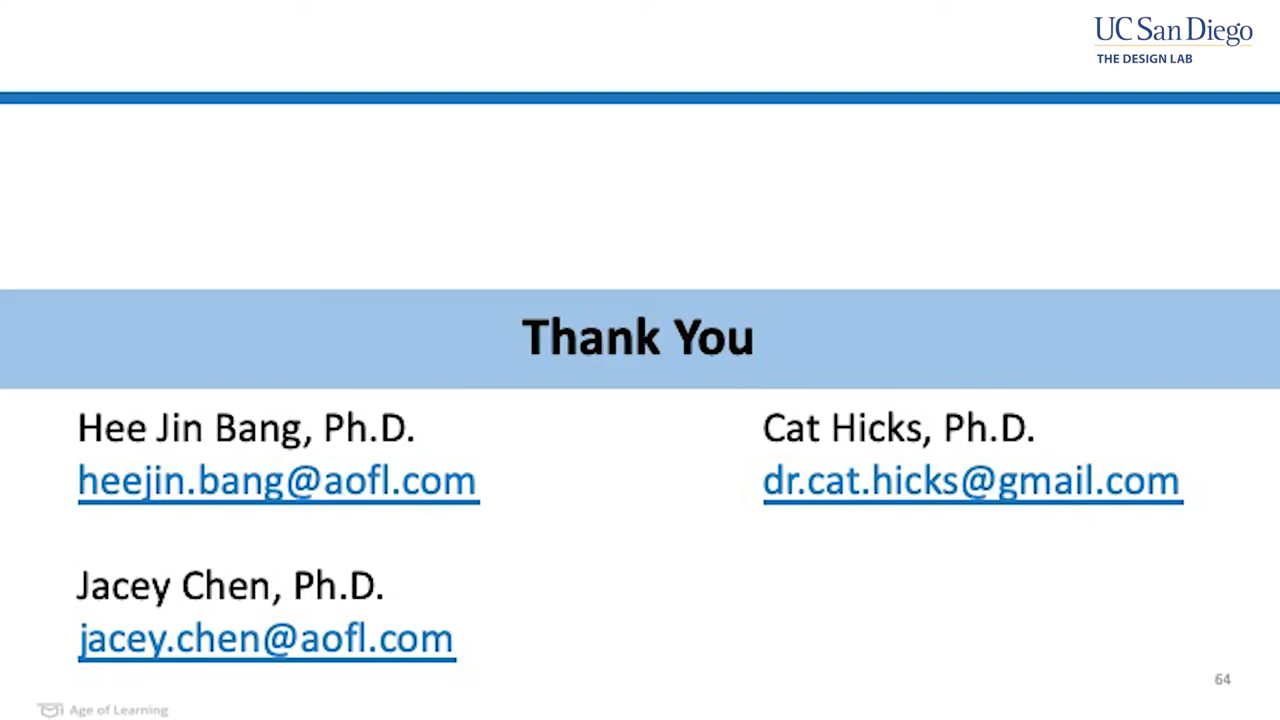 UC San Diego
THE DESIGN LAB
Thank You
Hee Jin Bang, Ph.D.
heejin.bang@aofl.com
Cat Hicks, Ph.D.
dr.cat.hicks@gmail.com
Jacey Chen, Ph.D.
jacey.chen@aofl.com
64
Age of Learning